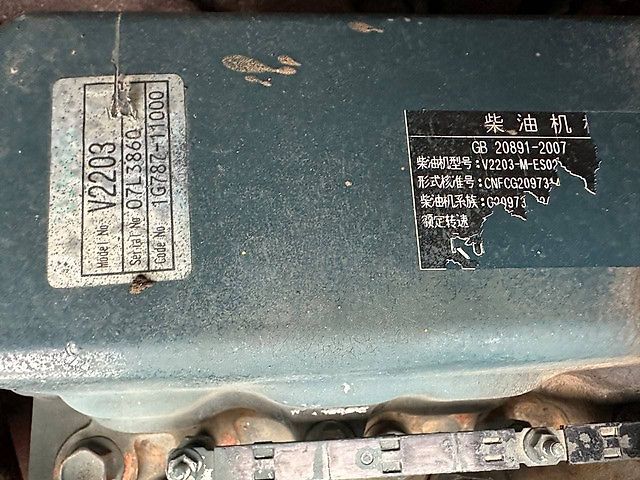 Model No. V2203
Serial No 07L3860
Code No 1G787-11000
柴油机
GB 20891-2007
柴油机型号:V2203-M-ES02
形式核准号:CNFCG20973
柴油机系族:G
额定转速